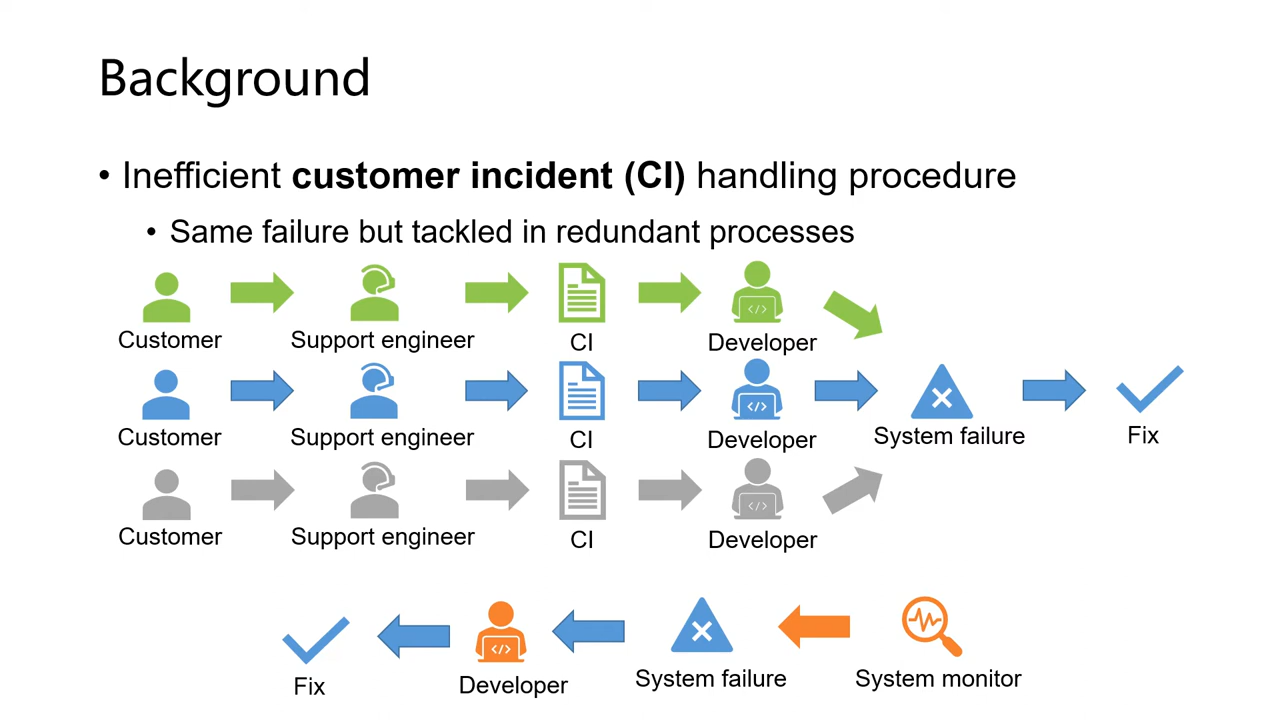 Background
• Inefficient customer incident (CI) handling procedure
• Same failure but tackled in redundant processes
Customer Support engineer CI Developer
Customer Support engineer CI Developer System failure Fix
Customer Support engineer CI Developer
Fix Developer System failure System monitor